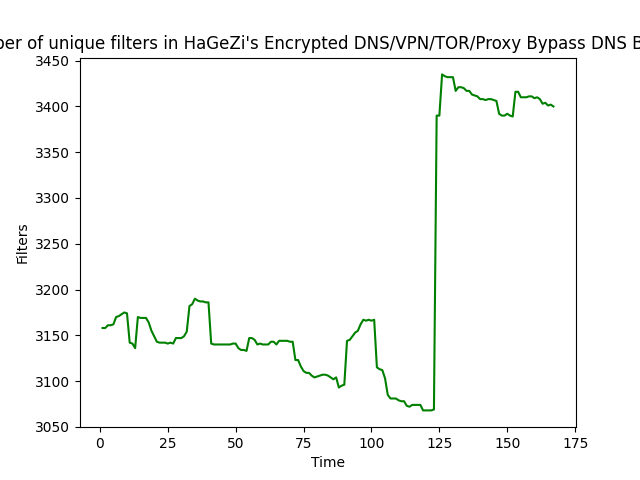 ber of unique filters in HaGeZi's Encrypted DNS/VPN/TOR/Proxy Bypass DNS B
3450
3400
3350
3300
3250
3200
3150
3100
3050
Filters
0 25 50 75 100 125 150 175
Time